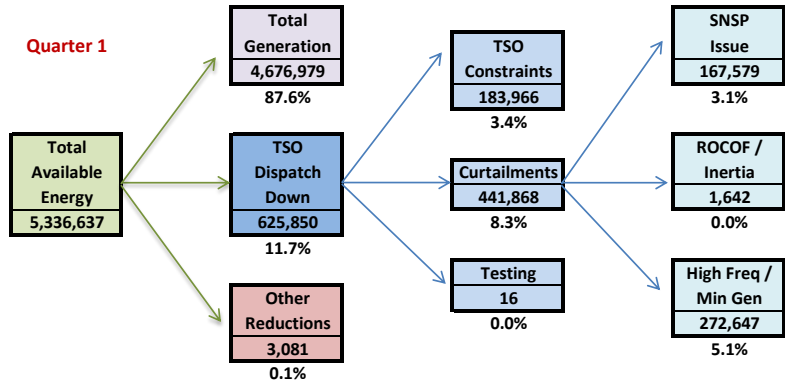 Quarter 1
Total
Available
Energy
5,336,637
Total
Generation
4,676,979
87.6%
TSO
Dispatch
Down
625,850
11.7%
Other
Reductions
3,081
0.1%
TSO
Constraints
183,966
3.4%
Curtailments
441,868
8.3%
Testing
16
0.0%
SNSP
Issue
167,579
3.1%
ROCOF /
Inertia
1,642
0.0%
High Freq /
Min Gen
272,647
5.1%